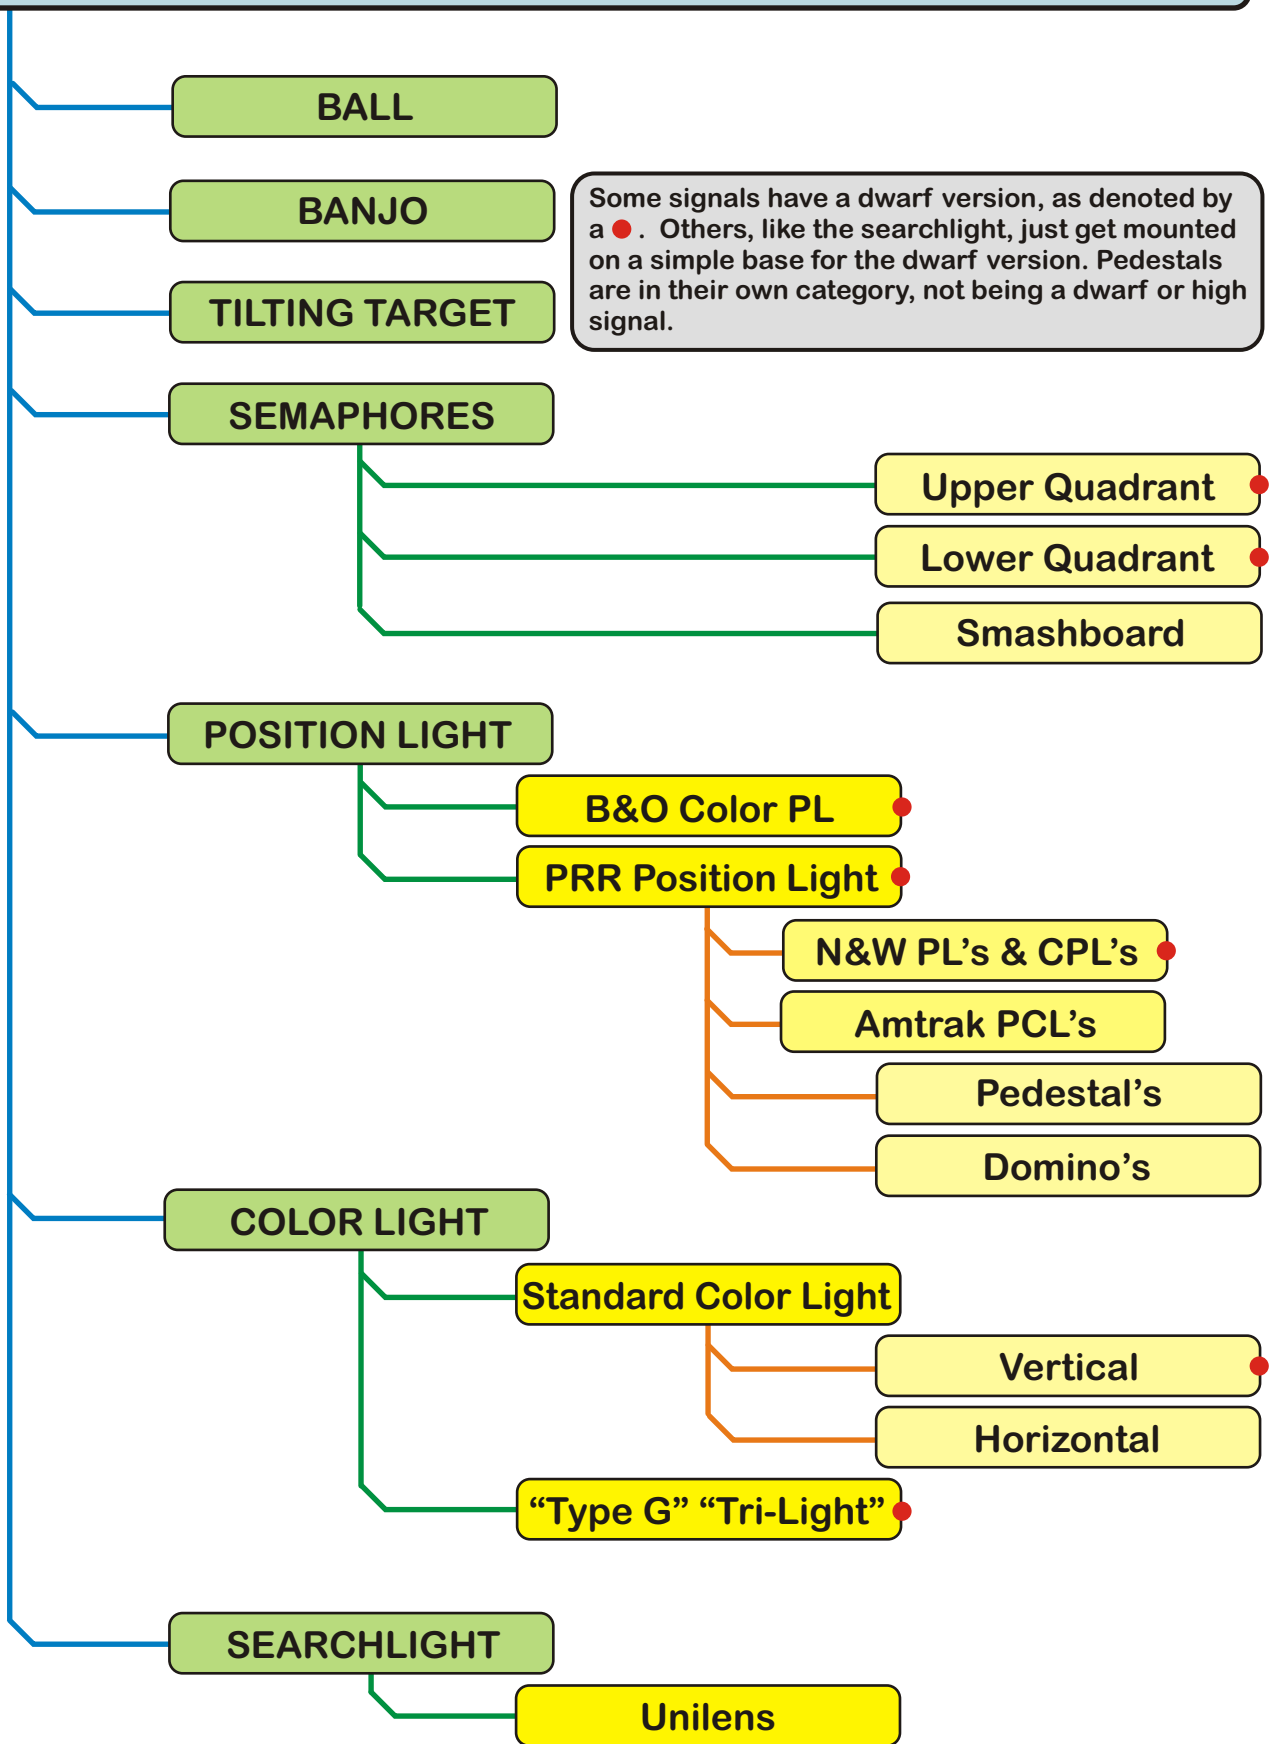 BALL
BANJO
Some signals have a dwarf version, as denoted by
a ● .  Others, like the searchlight, just get mounted
on a simple base for the dwarf version. Pedestals
are in their own category, not being a dwarf or high
signal.
TILTING TARGET
SEMAPHORES
Upper Quadrant
Lower Quadrant
Smashboard
POSITION LIGHT
B&O Color PL
PRR Position Light
N&W PL’s & CPL’s
Amtrak PCL’s
Pedestal’s
Domino’s
COLOR LIGHT
Standard Color Light
Vertical
Horizontal
“Type G” “Tri-Light”
SEARCHLIGHT
Unilens